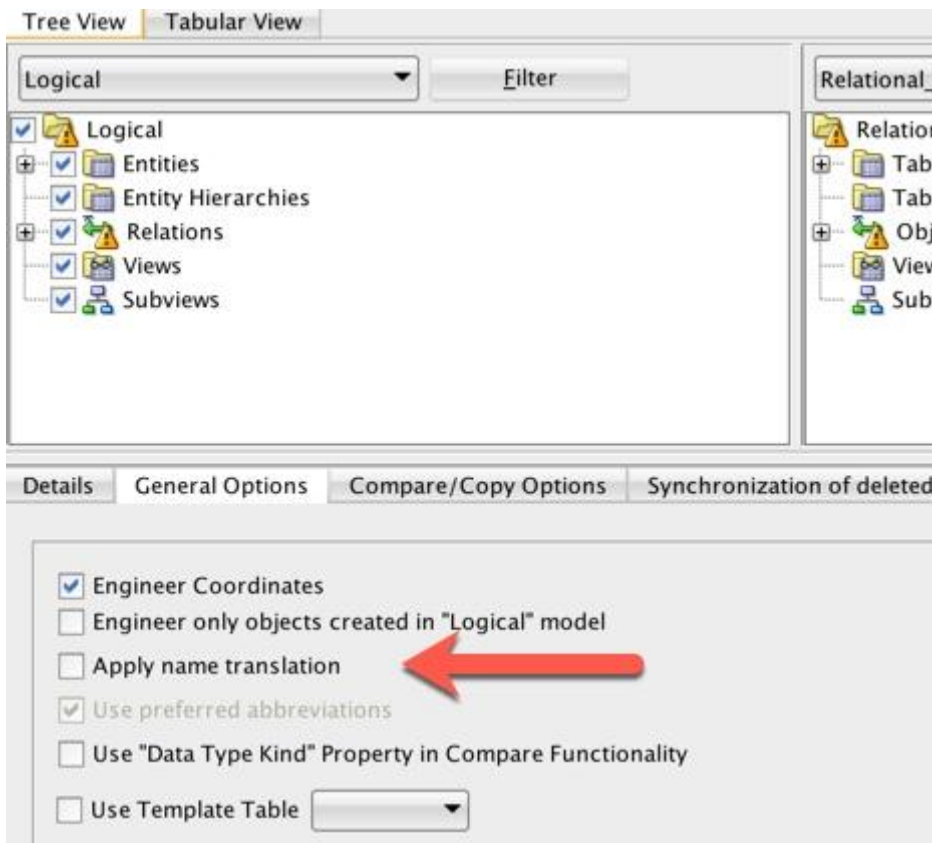 Tree View Tabular View
Logical Filter Relational_
Logical
Entities
Entity Hierarchies
Relations
Views
Subviews
Relation
Tab
Tab
Obj
View
Sub
Details General Options Compare/Copy Options Synchronization of deleted
Engineer Coordinates
Engineer only objects created in "Logical" model
Apply name translation
Use preferred abbreviations
Use "Data Type Kind" Property in Compare Functionality
Use Template Table